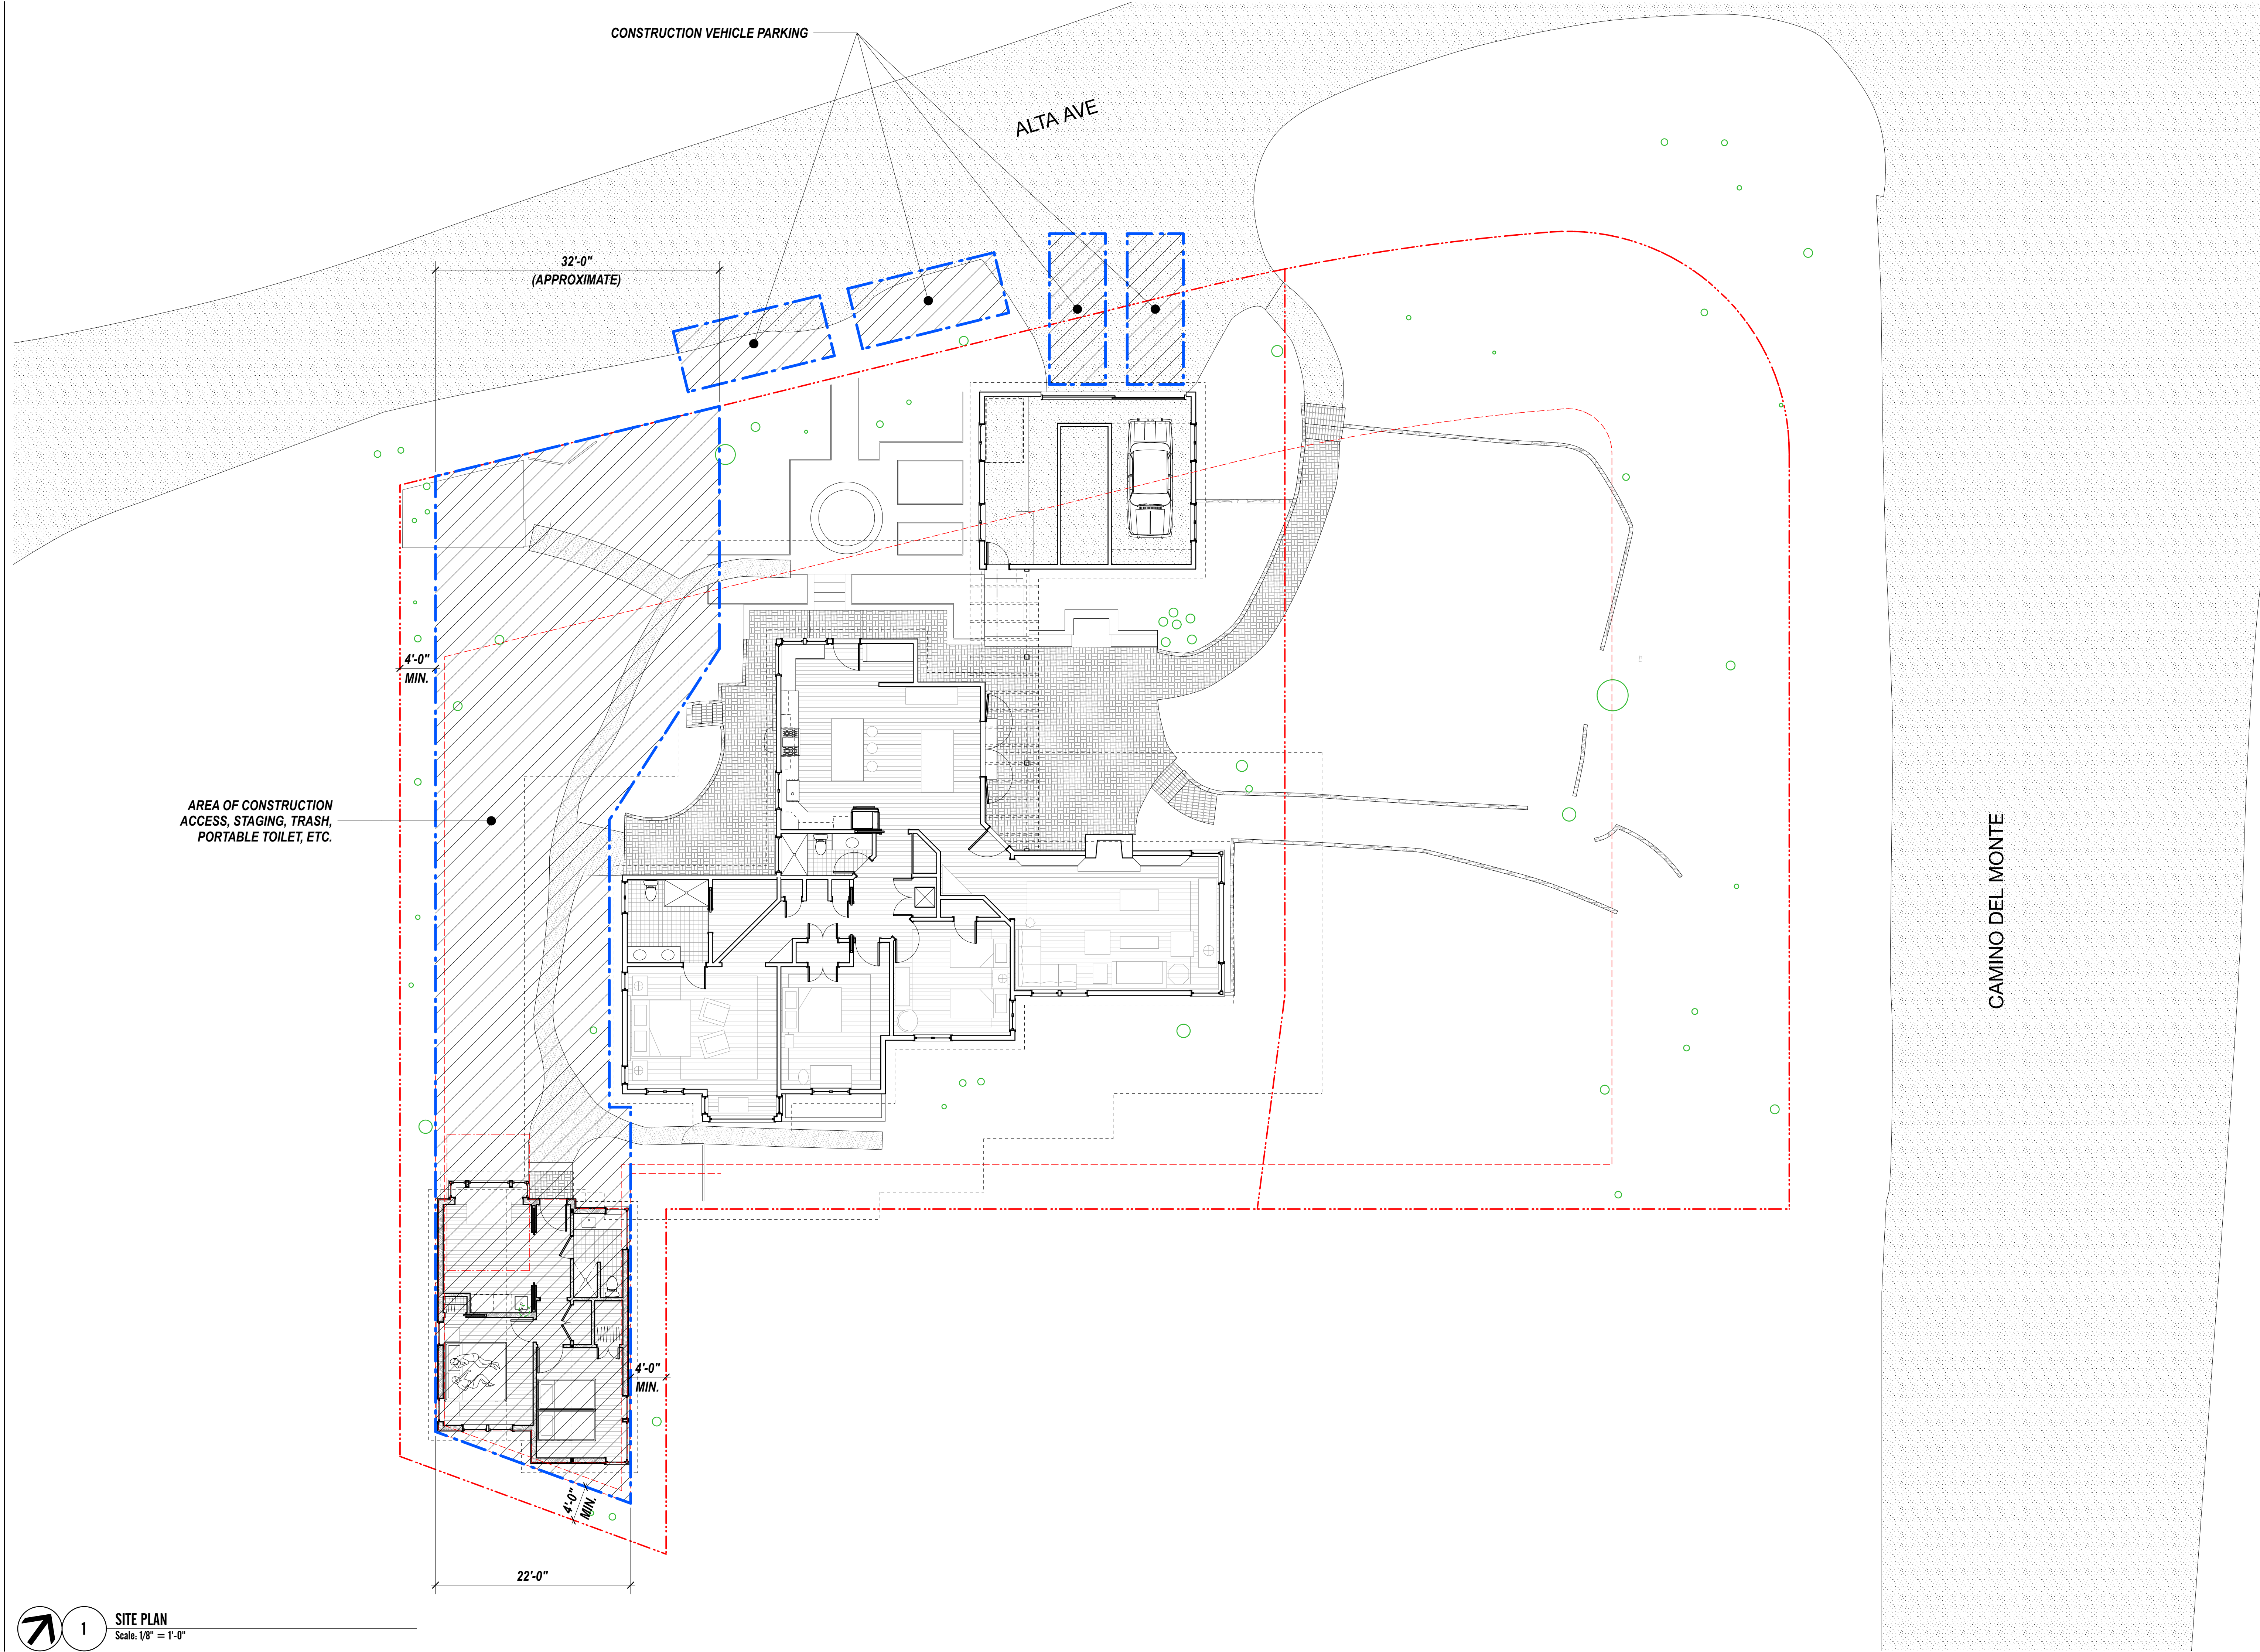 CONSTRUCTION VEHICLE PARKING
ALTA AVE
32'-0"
(APPROXIMATE)
4'-0"
MIN.
AREA OF CONSTRUCTION
ACCESS, STAGING, TRASH,
PORTABLE TOILET, ETC.
CAMINO DEL MONTE
4'-0"
MIN.
4'-0"
MIN.
22'-0"
1
SITE PLAN
Scale: 1/8" = 1'-0"